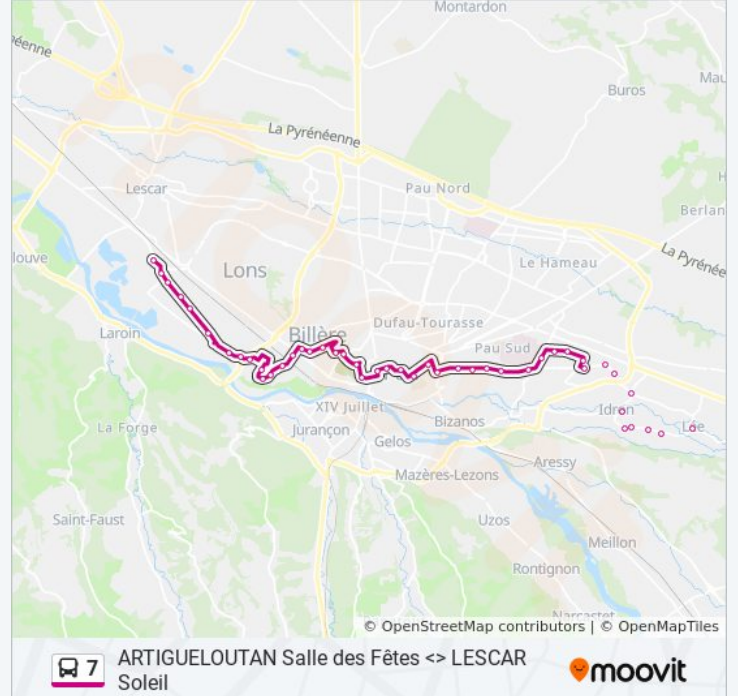 Montardon
éenne
Buros
Mau
La Pyrénéenne
Lescar
Pau Nord
H
Berlan
La Pyrénée
louve
Lons
Le Hameau
Laroin
Billère
Dufau-Tourasse
Pau Sud
XIV Juillet
Idron
Lée
La Forge
Jurançon
Bizanos
Gelos
Aressy
Mazères-Lezons
Saint-Faust
Uzos
Meillon
Rontignon
Narcastet
© OpenStreetMap contributors | © OpenMapTiles
7
ARTIGUELOUTAN Salle des Fêtes <> LESCAR
Soleil
moovit